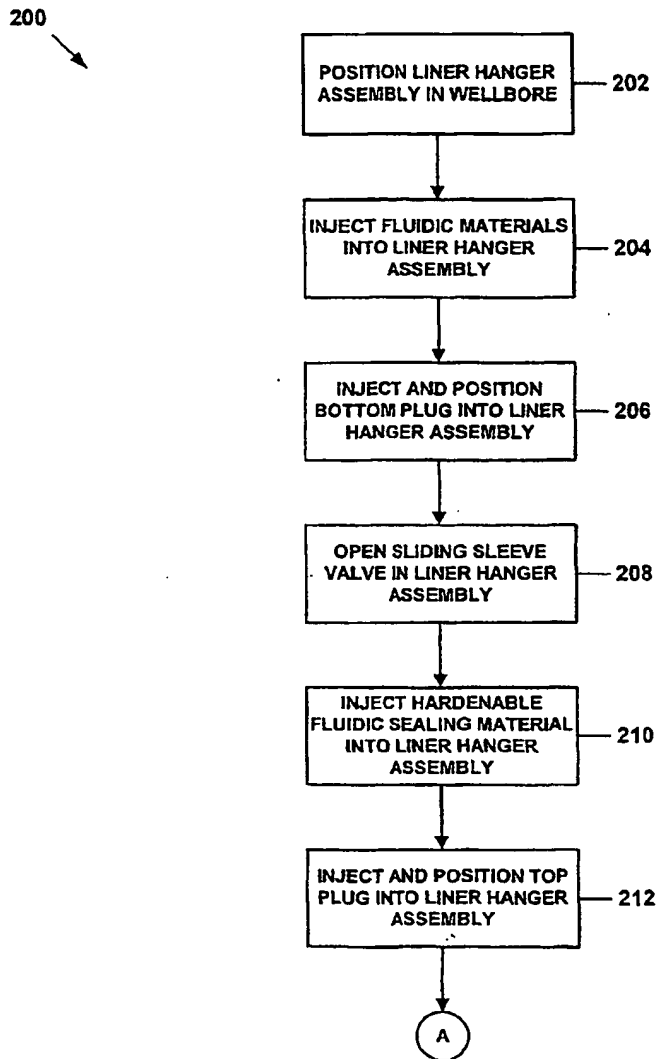 200
POSITION LINER HANGER
ASSEMBLY IN WELLBORE
202
INJECT FLUIDIC MATERIALS
INTO LINER HANGER
ASSEMBLY
204
INJECT AND POSITION
BOTTOM PLUG INTO LINER
HANGER ASSEMBLY
206
OPEN SLIDING SLEEVE
VALVE IN LINER HANGER
ASSEMBLY
208
INJECT HARDENABLE
FLUIDIC SEALING MATERIAL
INTO LINER HANGER
ASSEMBLY
210
INJECT AND POSITION TOP
PLUG INTO LINER HANGER
ASSEMBLY
212
A